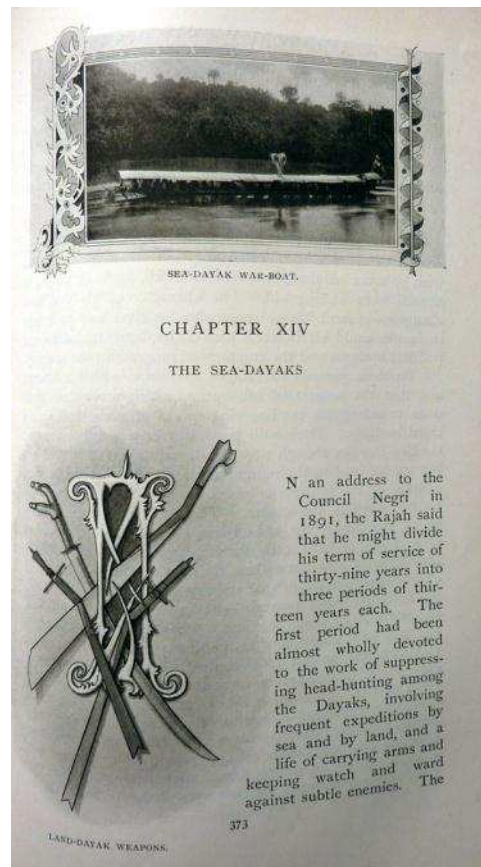 SEA-DAYAK WAR-BOAT.
CHAPTER XIV
THE SEA-DAYAKS
IN an address to the
Council Negri in
1891, the Rajah said
that he might divide
his term of service of
thirty-nine years into
three periods of thir-
teen years each. The
first period had been
almost wholly devoted
to the work of suppress-
ing head-hunting among
the Dayaks, involving
frequent expeditions by
sea and by land, and a
life of carrying arms and
keeping watch and ward
against subtle enemies. The
373
LAND-DAYAK WEAPONS.